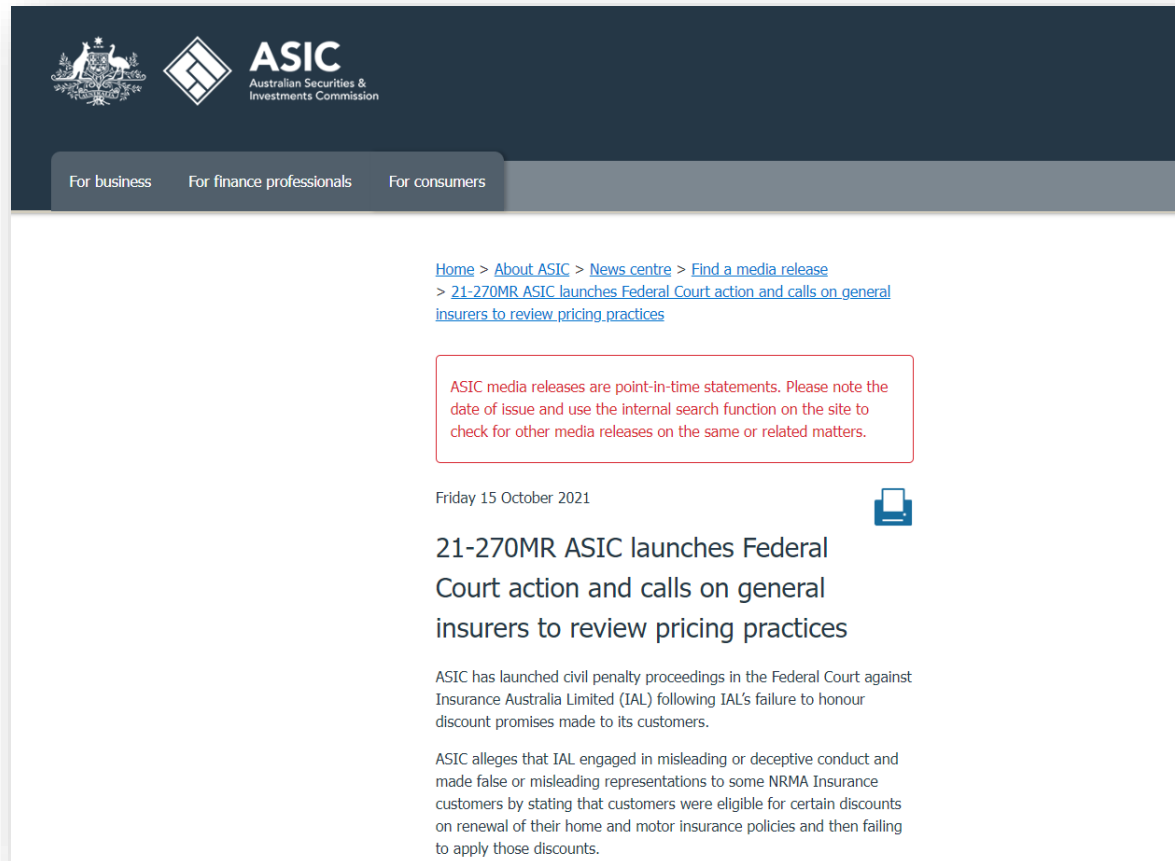 ASIC
Australian Securities &
Investments Commission
For business
For finance professionals
For consumers
Home > About ASIC > News centre > Find a media release
> 21-270MR ASIC launches Federal Court action and calls on general
insurers to review pricing practices
ASIC media releases are point-in-time statements. Please note the
date of issue and use the internal search function on the site to
check for other media releases on the same or related matters.
Friday 15 October 2021
21-270MR ASIC launches Federal
Court action and calls on general
insurers to review pricing practices
ASIC has launched civil penalty proceedings in the Federal Court against
Insurance Australia Limited (IAL) following IAL’s failure to honour
discount promises made to its customers.
ASIC alleges that IAL engaged in misleading or deceptive conduct and
made false or misleading representations to some NRMA Insurance
customers by stating that customers were eligible for certain discounts
on renewal of their home and motor insurance policies and then failing
to apply those discounts.